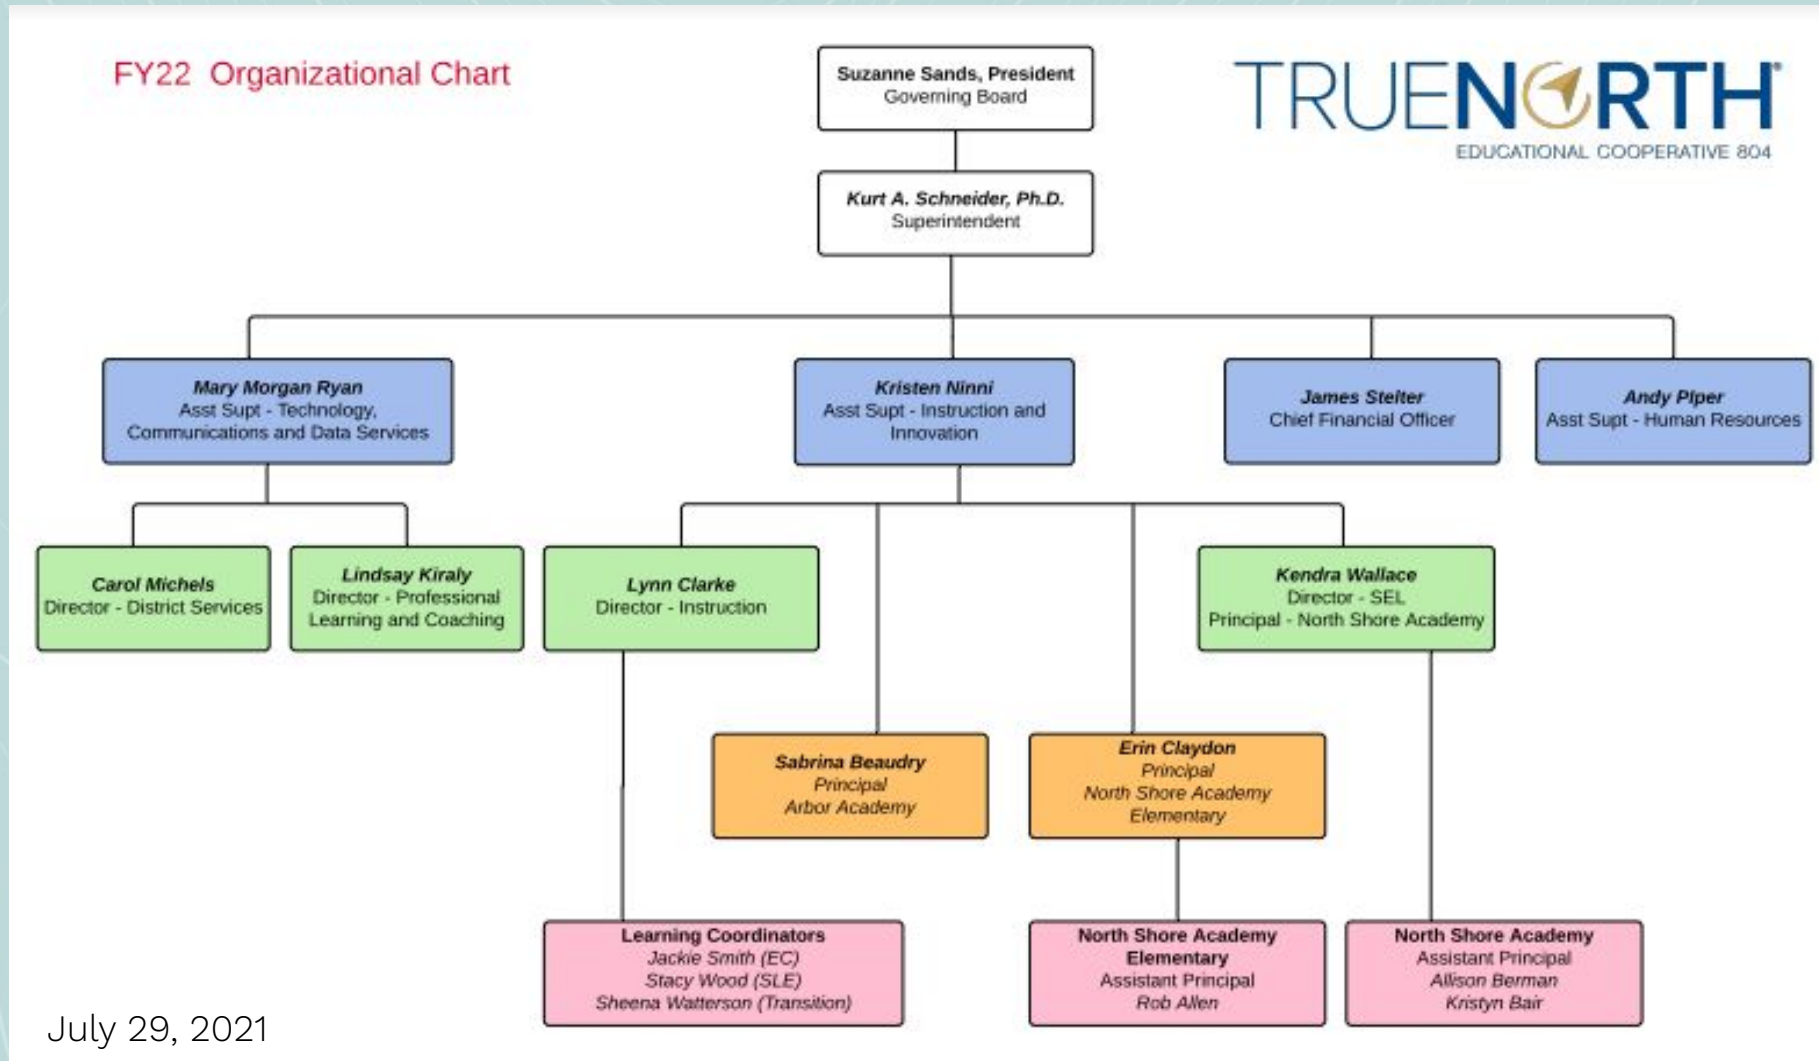 FY22 Organizational Chart
TRUENORTH®
EDUCATIONAL COOPERATIVE 804
Suzanne Sands, President
Governing Board
Kurt A. Schneider, Ph.D.
Superintendent
Mary Morgan Ryan
Asst Supt - Technology,
Communications and Data Services
Kristen Ninni
Asst Supt - Instruction and
Innovation
James Stelter
Chief Financial Officer
Andy PIper
Asst Supt - Human Resources
Carol Michels
Director - District Services
Lindsay Kiraly
Director - Professional
Learning and Coaching
Lynn Clarke
Director - Instruction
Kendra Wallace
Director - SEL
Principal - North Shore Academy
Sabrina Beaudry
Principal
Arbor Academy
Erin Claydon
Principal
North Shore Academy
Elementary
Learning Coordinators
Jackie Smith (EC)
Stacy Wood (SLE)
Sheena Watterson (Transition)
North Shore Academy
Elementary
Assistant Principal
Rob Allen
North Shore Academy
Assistant Principal
Allison Berman
Kristyn Bair
July 29, 2021